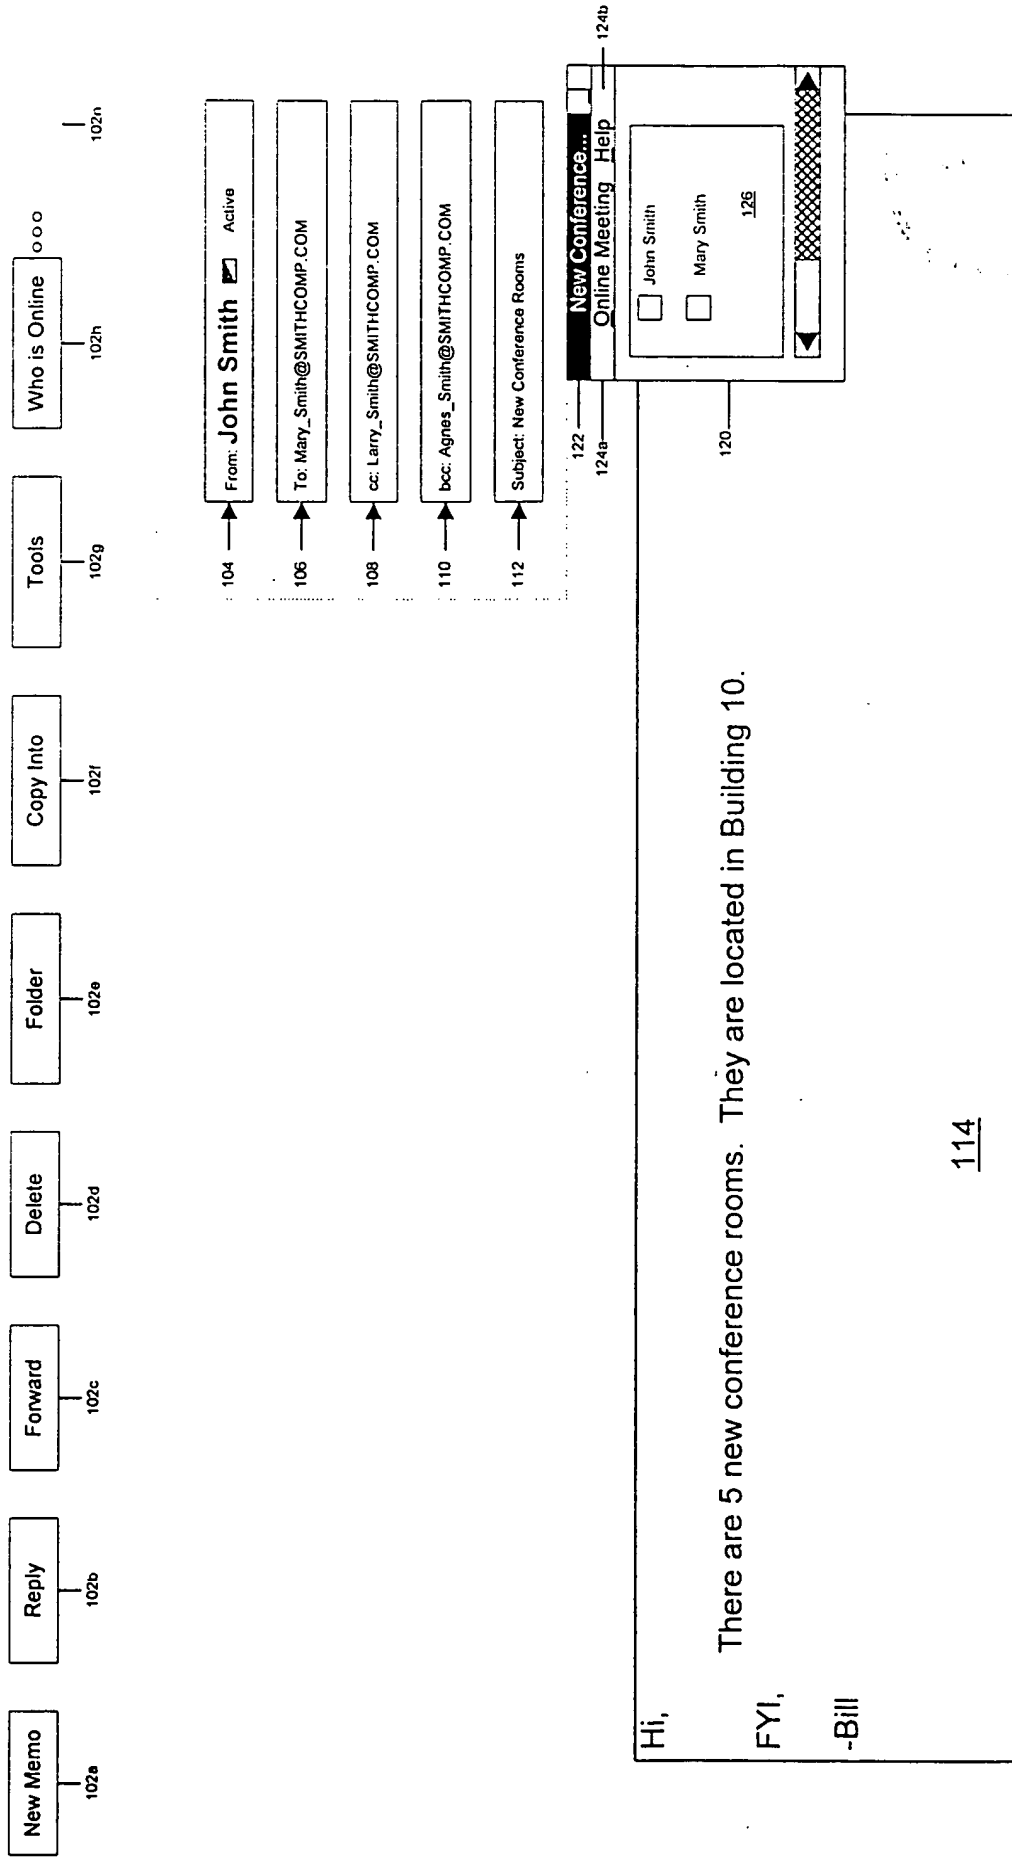 New Memo
Reply
Forward
Delete
Folder
Copy Into
Tools
Who is Online
ooo
102a
102b
102c
102d
102e
102f
102g
102h
102n
104
From: John Smith Active
106
To: Mary_Smith@SMITHCOMP.COM
108
cc: Larry_Smith@SMITHCOMP.COM
110
bcc: Agnes_Smith@SMITHCOMP.COM
112
Subject: New Conference Rooms
122
New Conference...
124a
Online Meeting Help
124b
John Smith
Mary Smith
126
120
Hi,
There are 5 new conference rooms. They are located in Building 10.
FYI,
-Bill
114